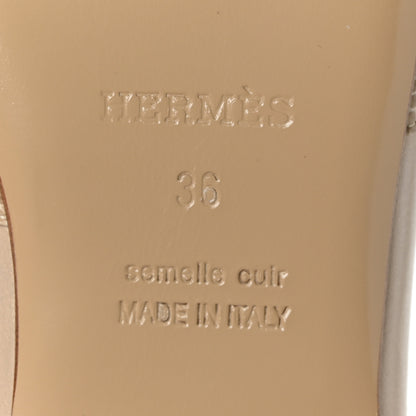 HERMÈS
36
semelle cuir
MADE IN ITALY